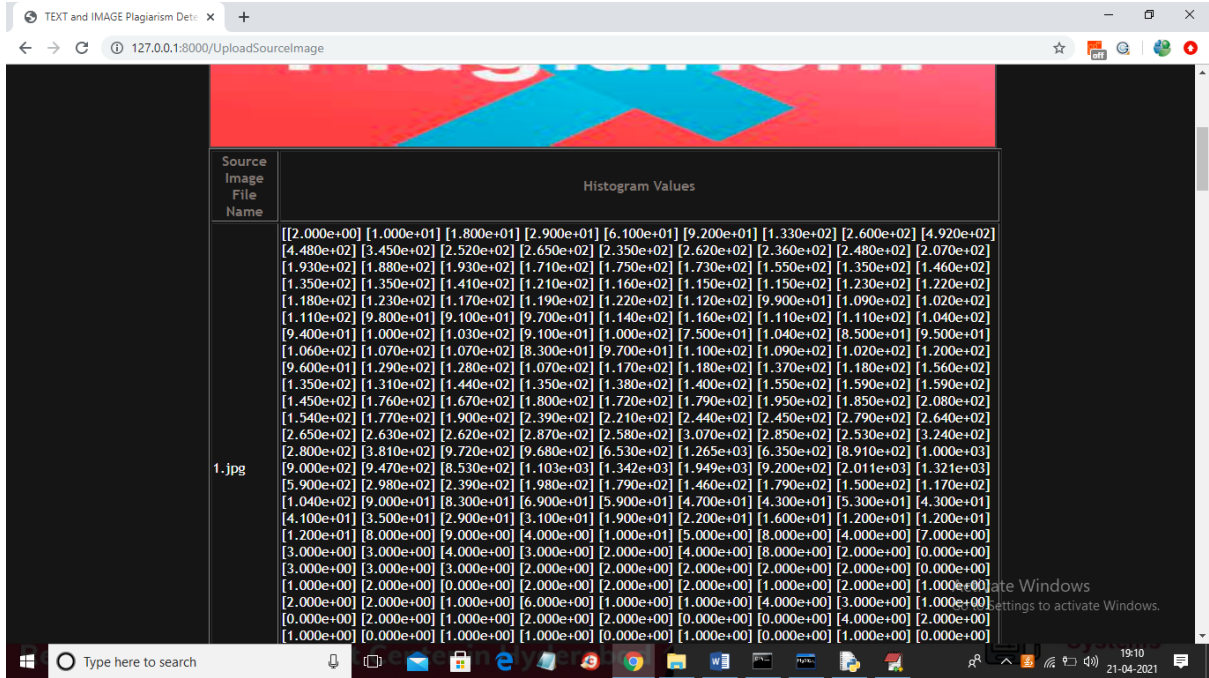 TEXT and IMAGE Plagiarism Dete
127.0.0.1:8000/UploadSourceImage
off
Plagiarism
Source Image File Name
Histogram Values
1.jpg
[[2.000e+00] [1.000e+01] [1.800e+01] [2.900e+01] [6.100e+01] [9.200e+01] [1.330e+02] [2.600e+02] [4.920e+02]
[4.480e+02] [3.450e+02] [2.520e+02] [2.650e+02] [2.350e+02] [2.620e+02] [2.360e+02] [2.480e+02] [2.070e+02]
[1.930e+02] [1.880e+02] [1.930e+02] [1.710e+02] [1.750e+02] [1.730e+02] [1.550e+02] [1.350e+02] [1.460e+02]
[1.350e+02] [1.350e+02] [1.410e+02] [1.210e+02] [1.160e+02] [1.150e+02] [1.150e+02] [1.230e+02] [1.220e+02]
[1.180e+02] [1.230e+02] [1.170e+02] [1.190e+02] [1.220e+02] [1.120e+02] [9.900e+01] [1.090e+02] [1.020e+02]
[1.110e+02] [9.800e+01] [9.100e+01] [9.700e+01] [1.140e+02] [1.160e+02] [1.110e+02] [1.110e+02] [1.040e+02]
[9.400e+01] [1.000e+02] [1.030e+02] [9.100e+01] [1.000e+02] [7.500e+01] [1.040e+02] [8.500e+01] [9.500e+01]
[1.060e+02] [1.070e+02] [1.070e+02] [8.300e+01] [9.700e+01] [1.100e+02] [1.090e+02] [1.020e+02] [1.200e+02]
[9.600e+01] [1.290e+02] [1.280e+02] [1.070e+02] [1.170e+02] [1.180e+02] [1.370e+02] [1.180e+02] [1.560e+02]
[1.350e+02] [1.310e+02] [1.440e+02] [1.350e+02] [1.380e+02] [1.400e+02] [1.550e+02] [1.590e+02] [1.590e+02]
[1.450e+02] [1.760e+02] [1.670e+02] [1.800e+02] [1.720e+02] [1.790e+02] [1.950e+02] [1.850e+02] [2.080e+02]
[1.540e+02] [1.770e+02] [1.900e+02] [2.390e+02] [2.210e+02] [2.440e+02] [2.450e+02] [2.790e+02] [2.640e+02]
[2.650e+02] [2.630e+02] [2.620e+02] [2.870e+02] [2.580e+02] [3.070e+02] [2.850e+02] [2.530e+02] [3.240e+02]
[2.800e+02] [3.810e+02] [9.720e+02] [9.680e+02] [6.530e+02] [1.265e+03] [6.350e+02] [8.910e+02] [1.000e+03]
[9.000e+02] [9.470e+02] [8.530e+02] [1.103e+03] [1.342e+03] [1.949e+03] [9.200e+02] [2.011e+03] [1.321e+03]
[5.900e+02] [2.980e+02] [2.390e+02] [1.980e+02] [1.790e+02] [1.460e+02] [1.790e+02] [1.500e+02] [1.170e+02]
[1.040e+02] [9.000e+01] [8.300e+01] [6.900e+01] [5.900e+01] [4.700e+01] [4.300e+01] [5.300e+01] [4.300e+01]
[4.100e+01] [3.500e+01] [2.900e+01] [3.100e+01] [1.900e+01] [2.200e+01] [1.600e+01] [1.200e+01] [1.200e+01]
[1.200e+01] [8.000e+00] [9.000e+00] [4.000e+00] [1.000e+01] [5.000e+00] [8.000e+00] [4.000e+00] [7.000e+00]
[3.000e+00] [3.000e+00] [4.000e+00] [3.000e+00] [2.000e+00] [4.000e+00] [8.000e+00] [2.000e+00] [0.000e+00]
[3.000e+00] [3.000e+00] [3.000e+00] [2.000e+00] [2.000e+00] [2.000e+00] [2.000e+00] [2.000e+00] [0.000e+00]
[1.000e+00] [2.000e+00] [0.000e+00] [2.000e+00] [2.000e+00] [2.000e+00] [1.000e+00] [2.000e+00] [1.000e+00]
[2.000e+00] [2.000e+00] [1.000e+00] [6.000e+00] [1.000e+00] [1.000e+00] [4.000e+00] [3.000e+00] [1.000e+00]
[0.000e+00] [2.000e+00] [1.000e+00] [2.000e+00] [2.000e+00] [0.000e+00] [0.000e+00] [4.000e+00] [2.000e+00]
[1.000e+00] [0.000e+00] [1.000e+00] [1.000e+00] [0.000e+00] [1.000e+00] [0.000e+00] [1.000e+00] [0.000e+00]
Activate Windows
Go to Settings to activate Windows.
Type here to search
19:10
21-04-2021